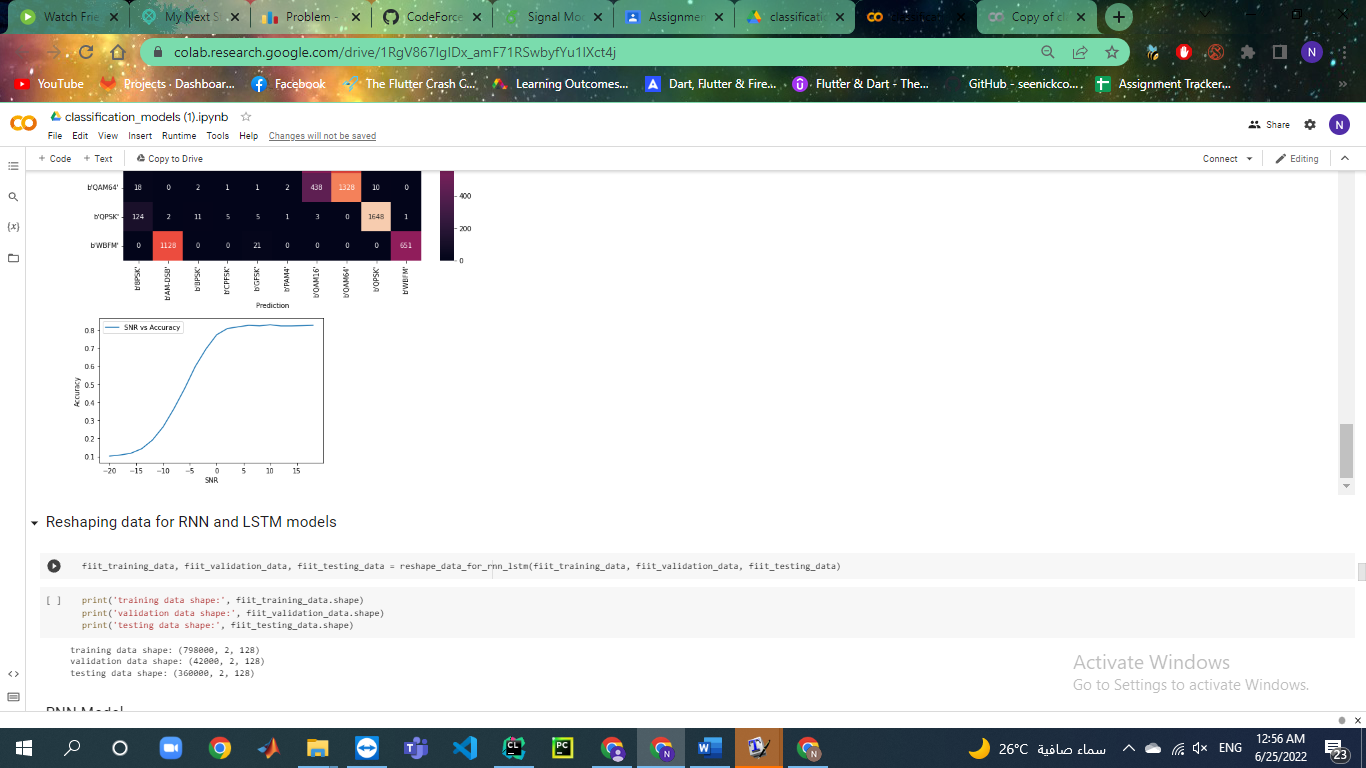 Watch Frie
My Next S
Problem -
CodeForce
Signal Mo
Assignmen
classificatio
Copy of cl
colab.research.google.com/drive/1RgV867IgIDx_amF71RSwbyfYu1lXct4j
N
YouTube
Projects · Dashboar...
Facebook
The Flutter Crash C...
Learning Outcomes...
Dart, Flutter & Fire...
Flutter & Dart - The...
GitHub - seenickco...
Assignment Tracker...
»
classification_models (1).ipynb
File Edit View Insert Runtime Tools Help Changes will not be saved
Share
N
+ Code + Text Copy to Drive
Connect
Editing
b'QAM64' 18 0 2 1 1 2 438 1328 10 0
b'QPSK' 124 2 11 5 5 1 3 0 1648 1
b'WBFM' 0 1128 0 0 21 0 0 0 0 651
400
200
0
b'8PSK'
b'AM-DSB'
b'BPSK'
b'CPFSK'
b'GFSK'
b'PAM4'
b'QAM16'
b'QAM64'
b'QPSK'
b'WBFM'
Prediction
SNR vs Accuracy
0.8
0.7
0.6
0.5
0.4
0.3
0.2
0.1
Accuracy
−20 −15 −10 −5 0 5 10 15
SNR
Reshaping data for RNN and LSTM models
fiit_training_data, fiit_validation_data, fiit_testing_data = reshape_data_for_rnn_lstm(fiit_training_data, fiit_validation_data, fiit_testing_data)
[ ] print('training data shape:', fiit_training_data.shape)
print('validation data shape:', fiit_validation_data.shape)
print('testing data shape:', fiit_testing_data.shape)
training data shape: (798000, 2, 128)
validation data shape: (42000, 2, 128)
testing data shape: (360000, 2, 128)
RNN Model
Activate Windows
Go to Settings to activate Windows.
26°C سماء صافية
ENG
12:56 AM
6/25/2022
23